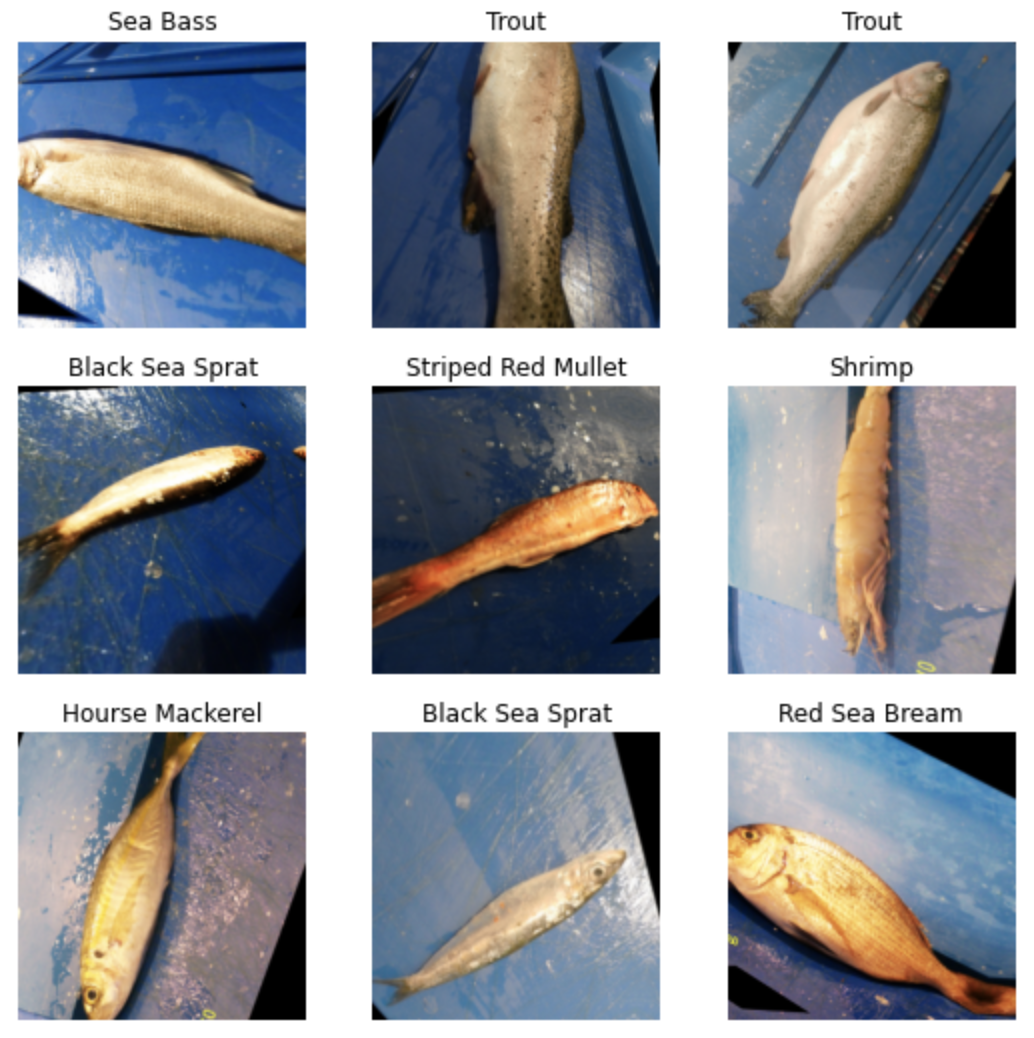 Sea Bass
Trout
Trout
Black Sea Sprat
Striped Red Mullet
Shrimp
Hourse Mackerel
Black Sea Sprat
Red Sea Bream